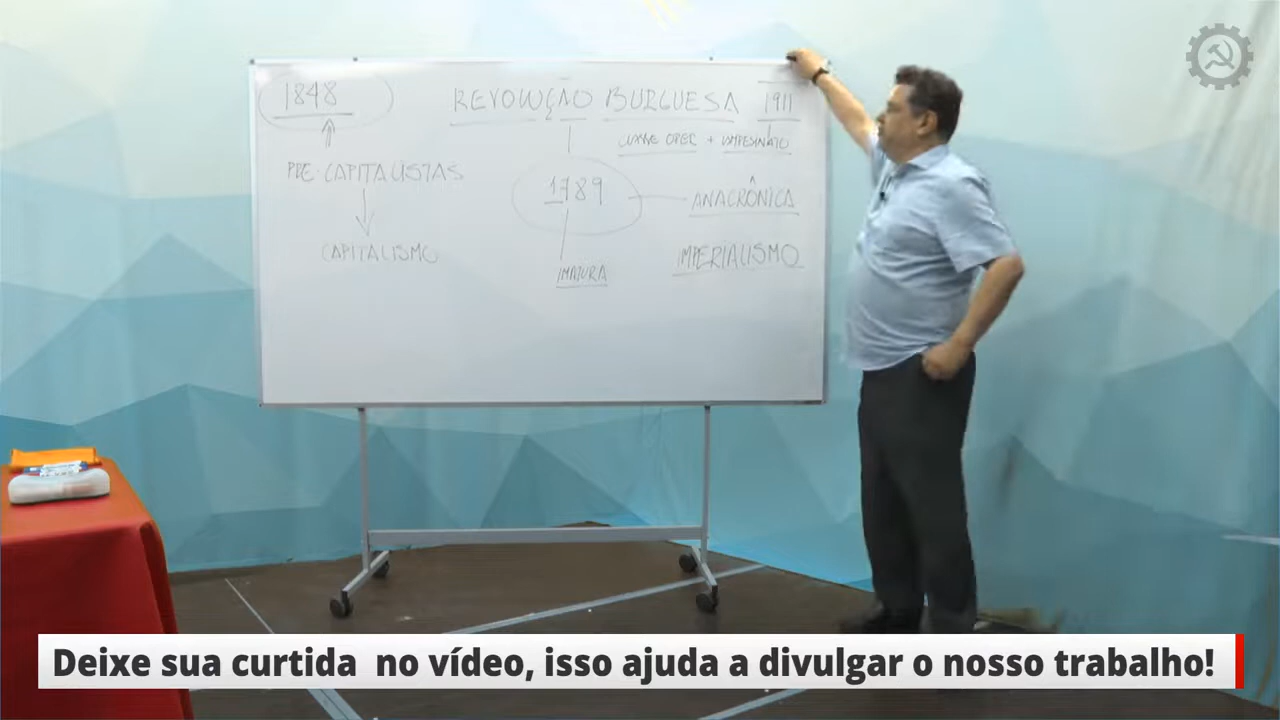 1848
REVOLUÇÃO BURGUESA 1911
CLASSE OPER + CAMPESINATO
PRE-CAPITALISTAS
1789
ANACRÔNICA
CAPITALISMO
IMPERIALISMO
IMATURA
Deixe sua curtida no vídeo, isso ajuda a divulgar o nosso trabalho!